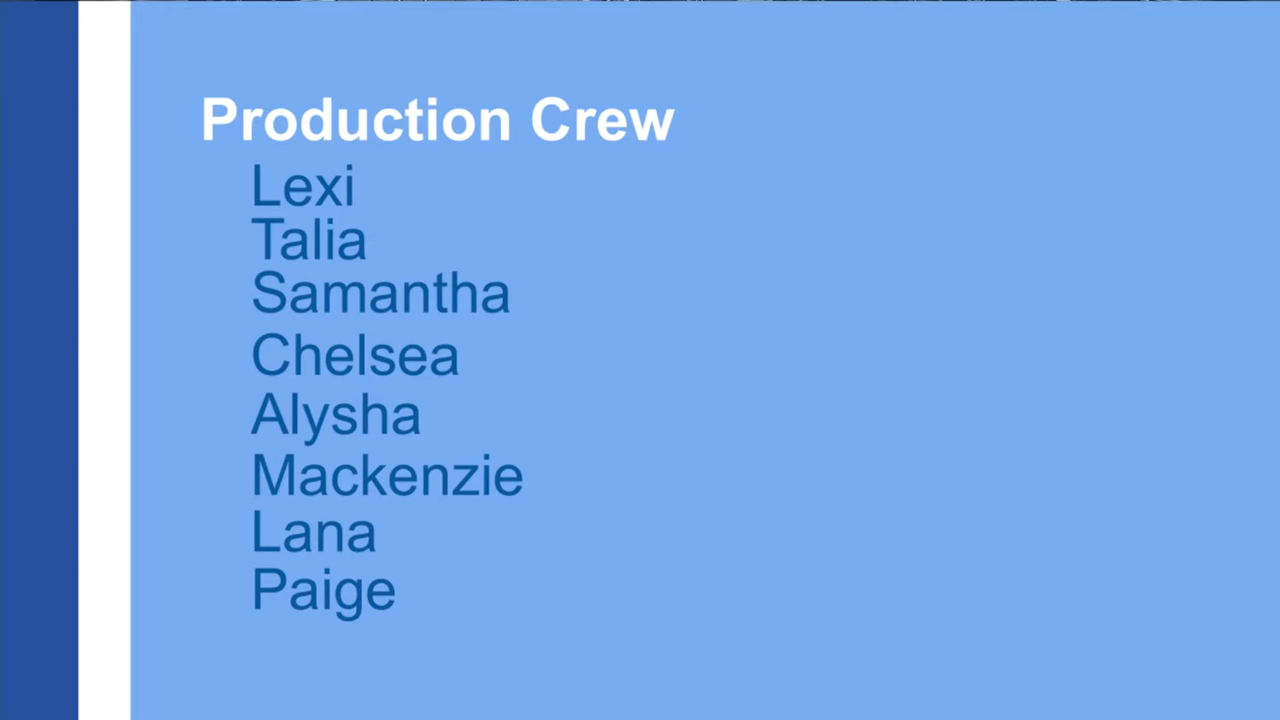 Production Crew
Lexi
Talia
Samantha
Chelsea
Alysha
Mackenzie
Lana
Paige